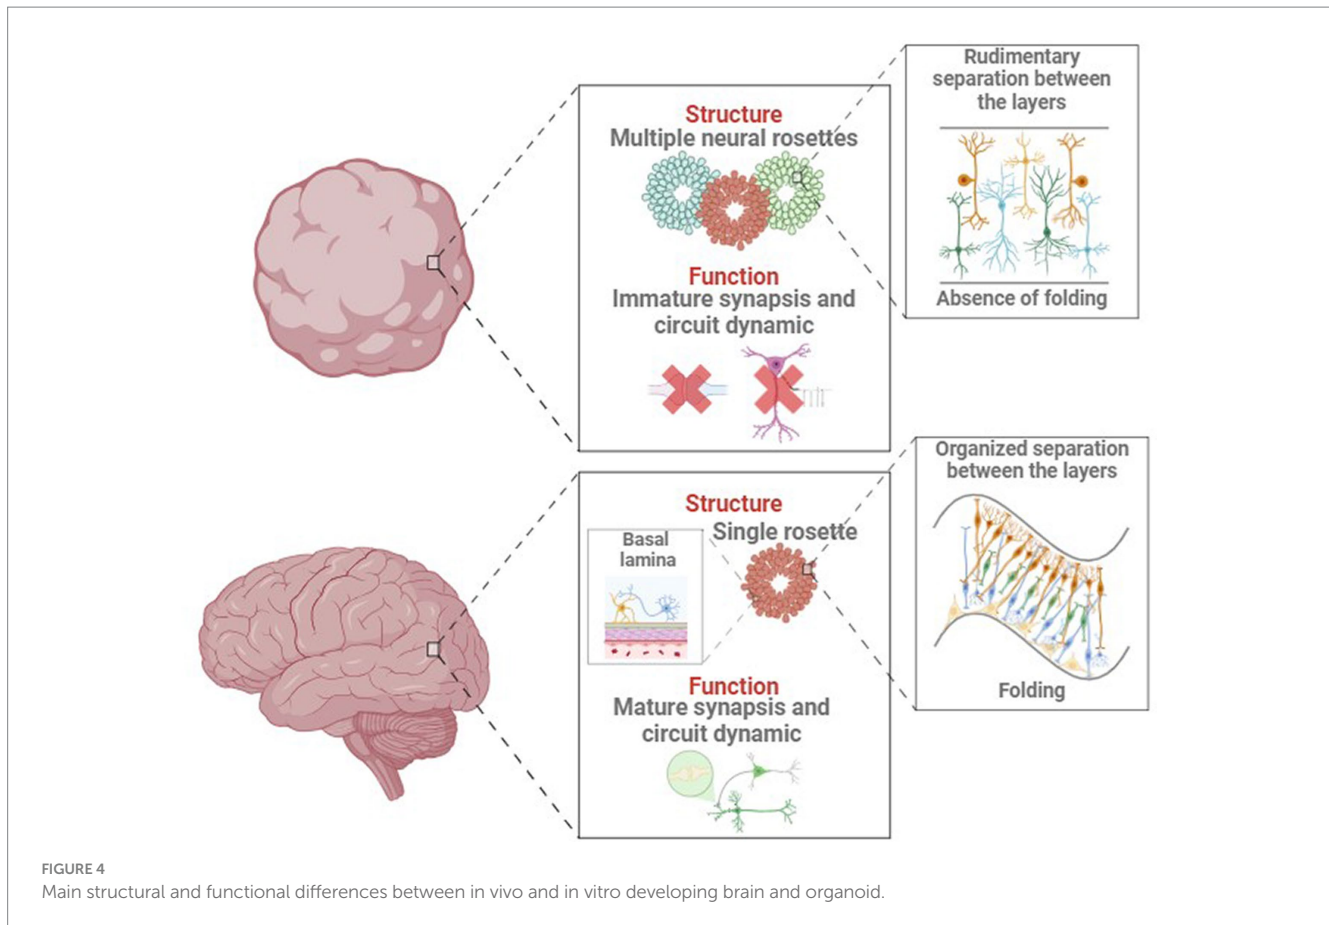 Structure
Multiple neural rosettes
Function
Immature synapsis and
circuit dynamic
Rudimentary
separation between
the layers
Absence of folding
Structure
Single rosette
Basal
lamina
Function
Mature synapsis and
circuit dynamic
Organized separation
between the layers
Folding
FIGURE 4
Main structural and functional differences between in vivo and in vitro developing brain and organoid.